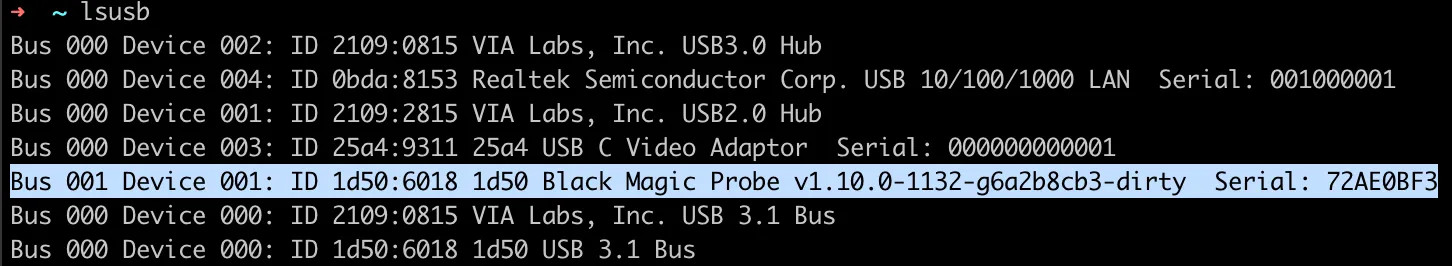 ➜ ~ lsusb
Bus 000 Device 002: ID 2109:0815 VIA Labs, Inc. USB3.0 Hub
Bus 000 Device 004: ID 0bda:8153 Realtek Semiconductor Corp. USB 10/100/1000 LAN  Serial: 001000001
Bus 000 Device 001: ID 2109:2815 VIA Labs, Inc. USB2.0 Hub
Bus 000 Device 003: ID 25a4:9311 25a4 USB C Video Adaptor  Serial: 000000000001
Bus 001 Device 001: ID 1d50:6018 1d50 Black Magic Probe v1.10.0-1132-g6a2b8cb3-dirty  Serial: 72AE0BF3
Bus 000 Device 000: ID 2109:0815 VIA Labs, Inc. USB 3.1 Bus
Bus 000 Device 000: ID 1d50:6018 1d50 USB 3.1 Bus